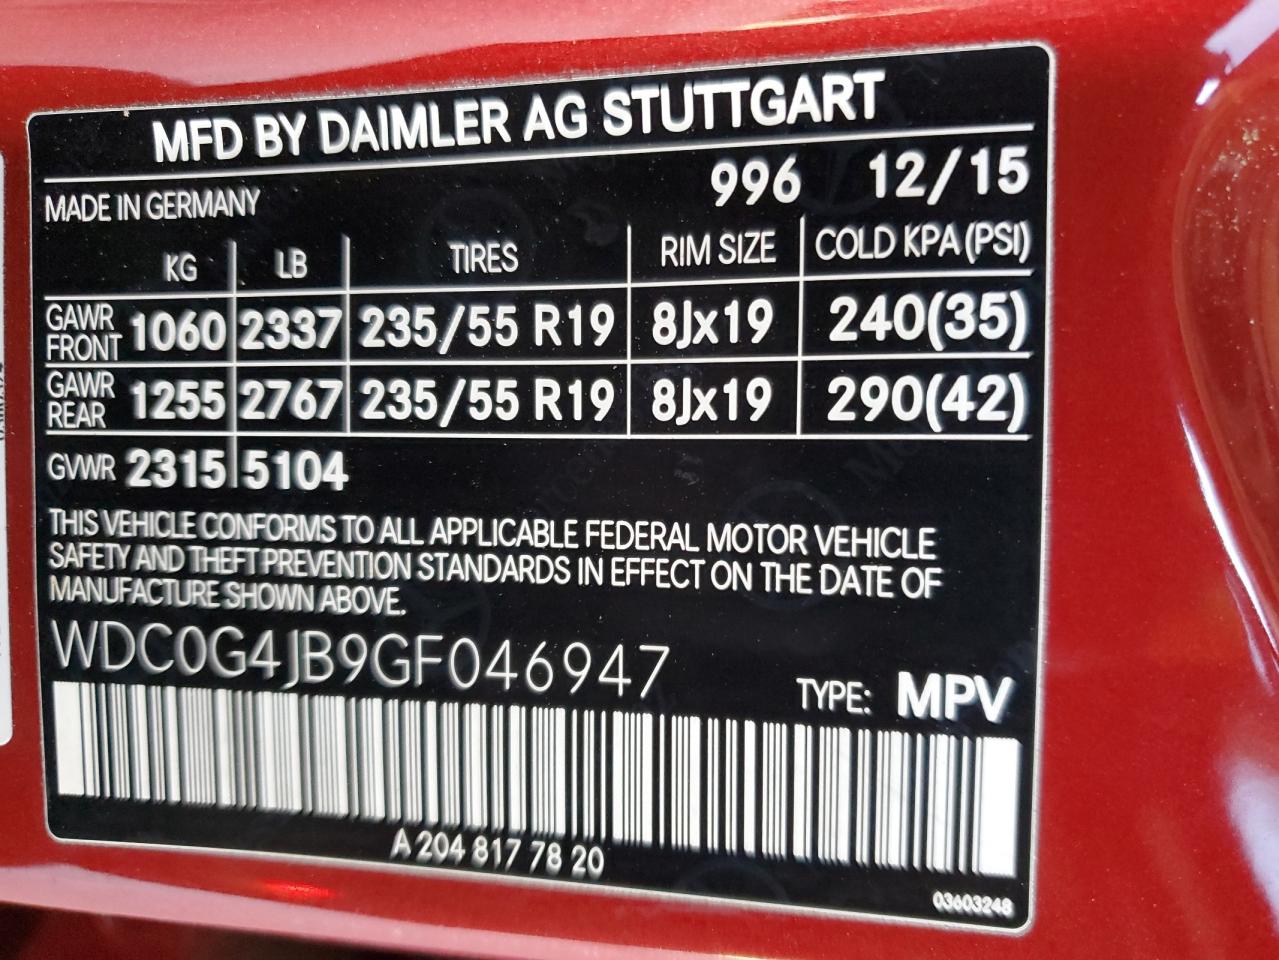 MFD BY DAIMLER AG STUTTGART
MADE IN GERMANY 996 12/15
KG LB TIRES RIM SIZE COLD KPA (PSI)
GAWR FRONT 1060 2337 235/55 R19 8Jx19 240(35)
GAWR REAR 1255 2767 235/55 R19 8Jx19 290(42)
GVWR 2315 5104
THIS VEHICLE CONFORMS TO ALL APPLICABLE FEDERAL MOTOR VEHICLE
SAFETY AND THEFT PREVENTION STANDARDS IN EFFECT ON THE DATE OF
MANUFACTURE SHOWN ABOVE.
WDC0G4JB9GF046947
TYPE: MPV
A 204 817 78 20
03603248